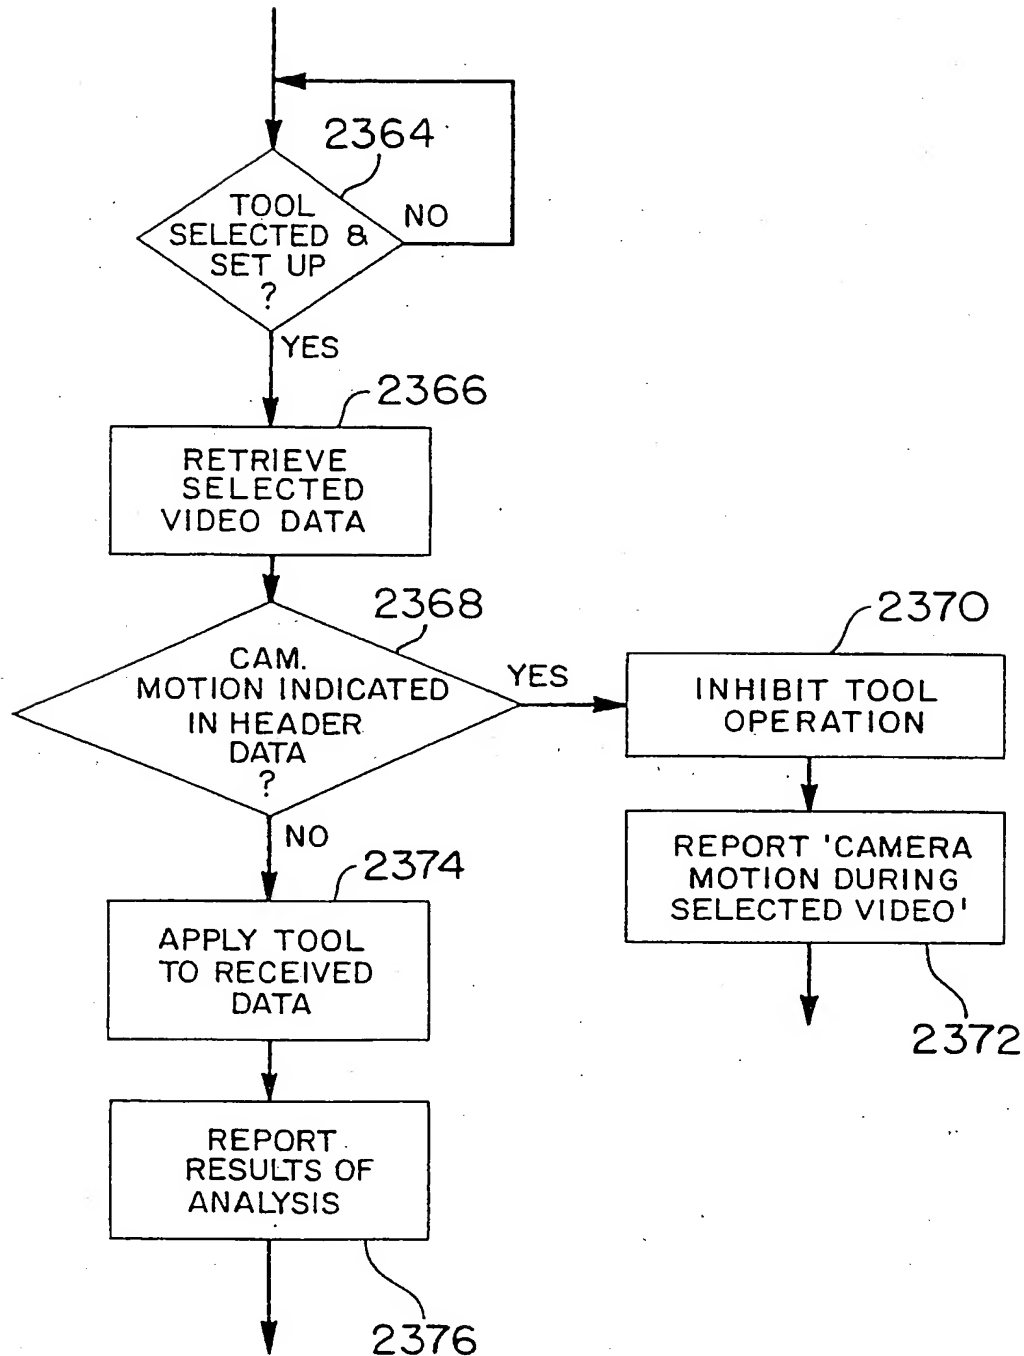 2364
TOOL
SELECTED &
SET UP
?
NO
YES
2366
RETRIEVE
SELECTED
VIDEO DATA
2368
CAM.
MOTION INDICATED
IN HEADER
DATA
?
YES
2370
INHIBIT TOOL
OPERATION
NO
REPORT 'CAMERA
MOTION DURING
SELECTED VIDEO'
2372
2374
APPLY TOOL
TO RECEIVED
DATA
REPORT
RESULTS OF
ANALYSIS
2376